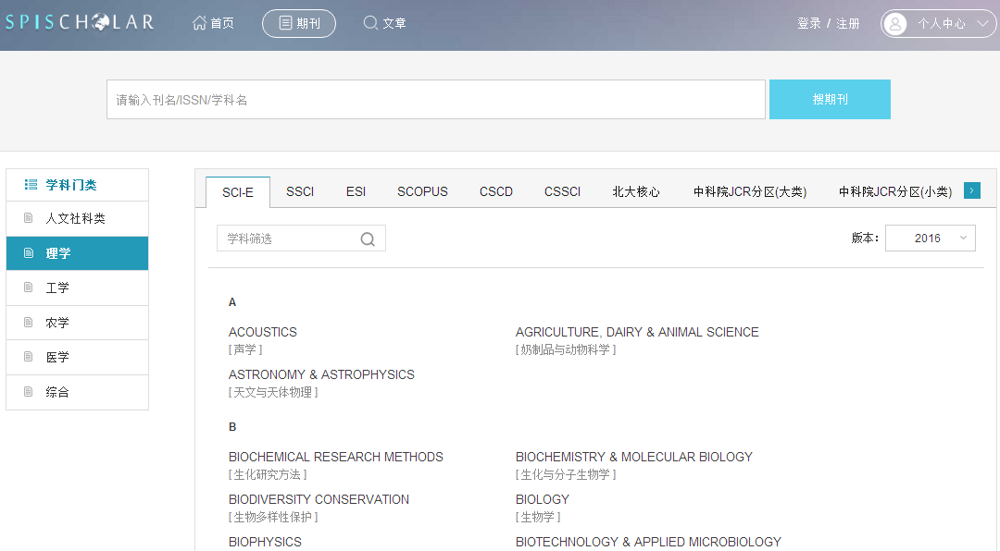 SPISCHOLAR 首页 期刊 文章 登录 / 注册 个人中心
请输入刊名/ISSN/学科名 搜期刊
学科门类
人文社科类
理学
工学
农学
医学
综合
SCI-E SSCI ESI SCOPUS CSCD CSSCI 北大核心 中科院JCR分区(大类) 中科院JCR分区(小类)
学科筛选 版本: 2016
A
ACOUSTICS AGRICULTURE, DAIRY & ANIMAL SCIENCE
[ 声学 ] [ 奶制品与动物科学 ]
ASTRONOMY & ASTROPHYSICS
[ 天文与天体物理 ]
B
BIOCHEMICAL RESEARCH METHODS BIOCHEMISTRY & MOLECULAR BIOLOGY
[ 生化研究方法 ] [ 生化与分子生物学 ]
BIODIVERSITY CONSERVATION BIOLOGY
[ 生物多样性保护 ] [ 生物学 ]
BIOPHYSICS BIOTECHNOLOGY & APPLIED MICROBIOLOGY